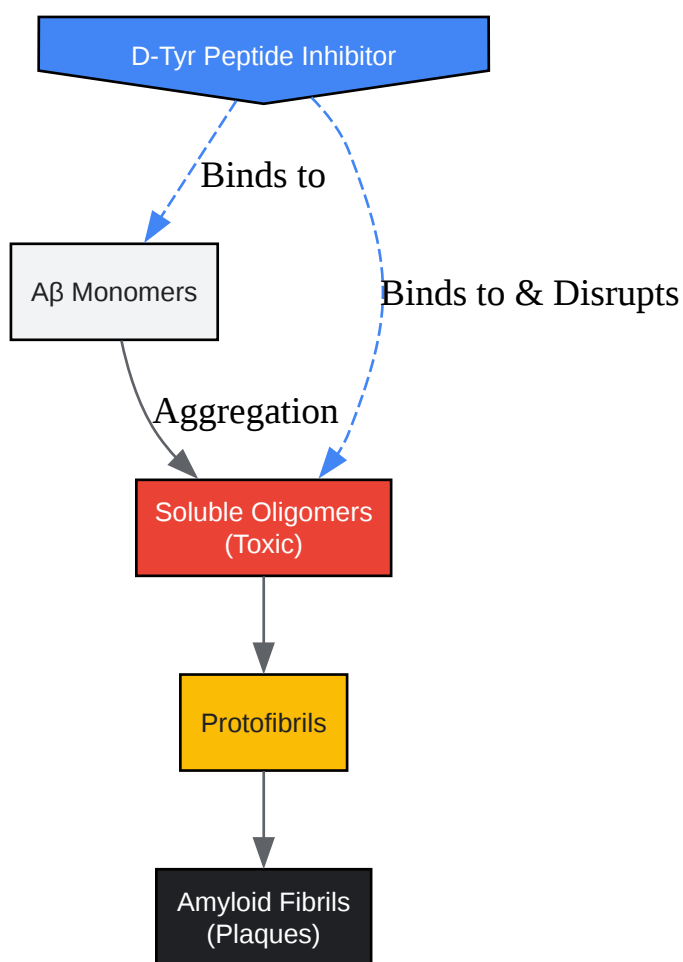 D-Tyr Peptide Inhibitor
Binds to
Aβ Monomers
Binds to & Disrupts
Aggregation
Soluble Oligomers
(Toxic)
Protofibrils
Amyloid Fibrils
(Plaques)